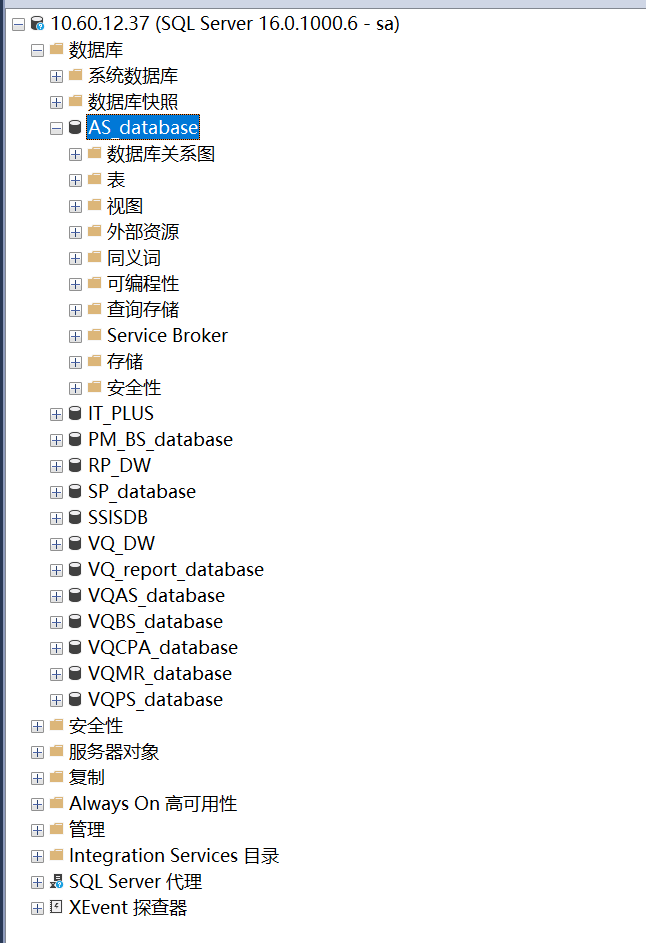 10.60.12.37 (SQL Server 16.0.1000.6 - sa)
数据库
系统数据库
数据库快照
AS_database
数据库关系图
表
视图
外部资源
同义词
可编程性
查询存储
Service Broker
存储
安全性
IT_PLUS
PM_BS_database
RP_DW
SP_database
SSISDB
VQ_DW
VQ_report_database
VQAS_database
VQBS_database
VQCPA_database
VQMR_database
VQPS_database
安全性
服务器对象
复制
Always On 高可用性
管理
Integration Services 目录
SQL Server 代理
XEvent 探查器